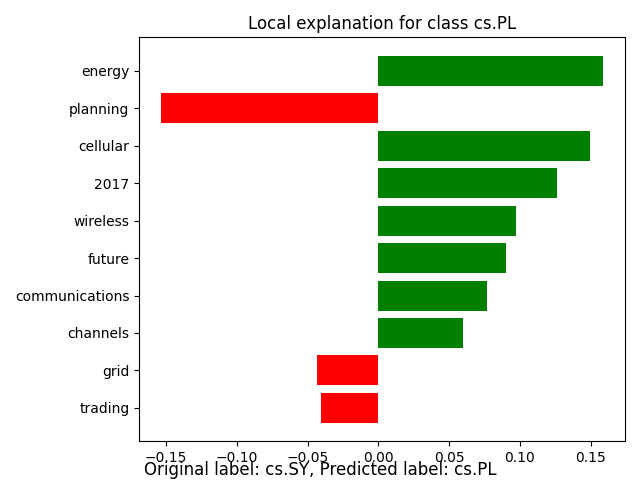 Local explanation for class cs.PL
energy
planning
cellular
2017
wireless
future
communications
channels
grid
trading
−0.15 −0.10 −0.05 0.00 0.05 0.10 0.15
Original label: cs.SY, Predicted label: cs.PL